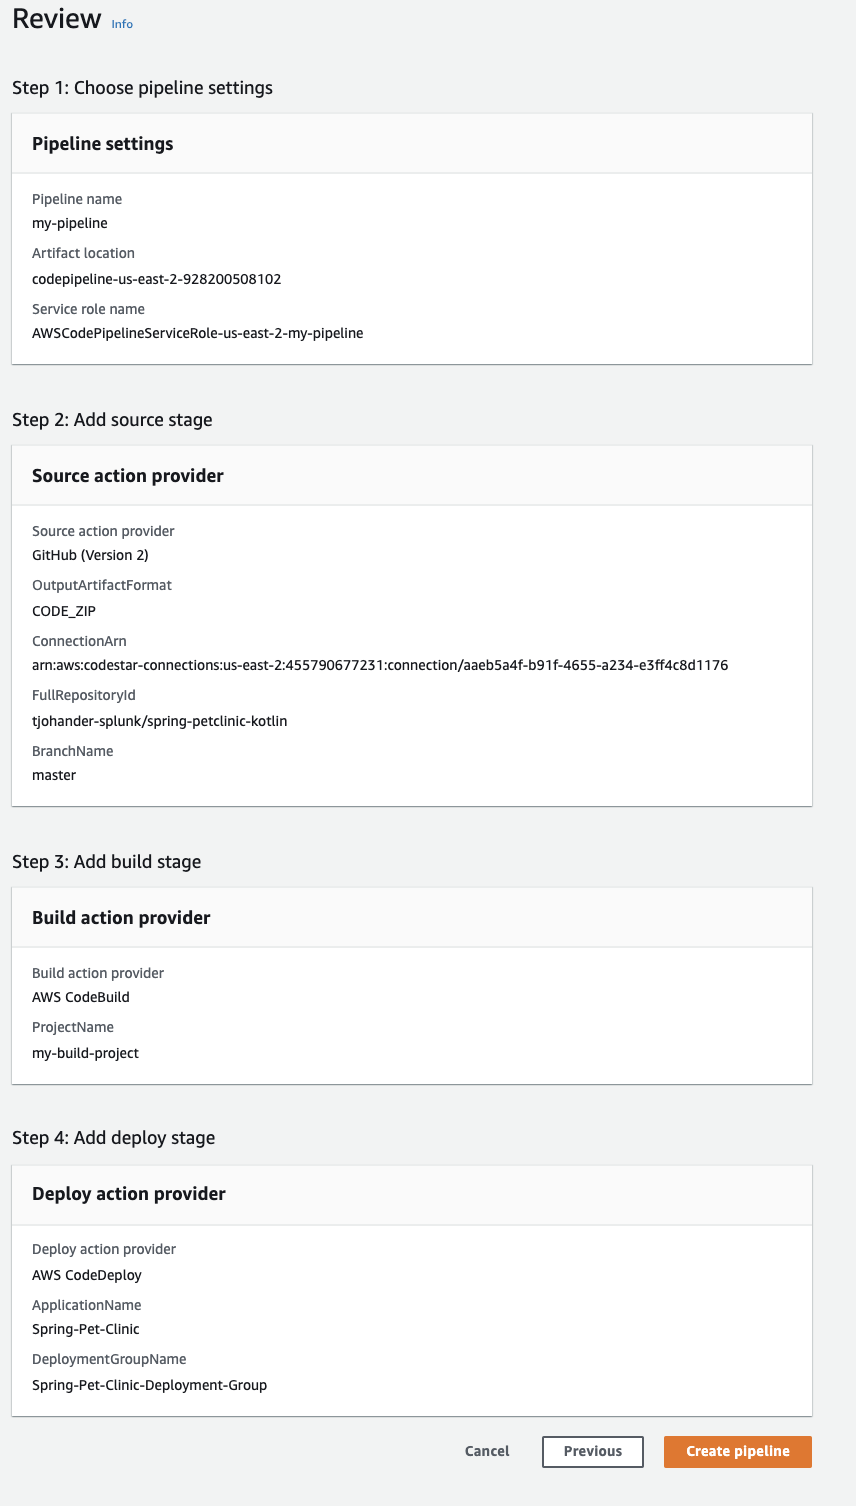 Review Info
Step 1: Choose pipeline settings
Pipeline settings
Pipeline name
my-pipeline
Artifact location
codepipeline-us-east-2-928200508102
Service role name
AWSCodePipelineServiceRole-us-east-2-my-pipeline
Step 2: Add source stage
Source action provider
Source action provider
GitHub (Version 2)
OutputArtifactFormat
CODE_ZIP
ConnectionArn
arn:aws:codestar-connections:us-east-2:455790677231:connection/aaeb5a4f-b91f-4655-a234-e3ff4c8d1176
FullRepositoryId
tjohander-splunk/spring-petclinic-kotlin
BranchName
master
Step 3: Add build stage
Build action provider
Build action provider
AWS CodeBuild
ProjectName
my-build-project
Step 4: Add deploy stage
Deploy action provider
Deploy action provider
AWS CodeDeploy
ApplicationName
Spring-Pet-Clinic
DeploymentGroupName
Spring-Pet-Clinic-Deployment-Group
Cancel Previous Create pipeline